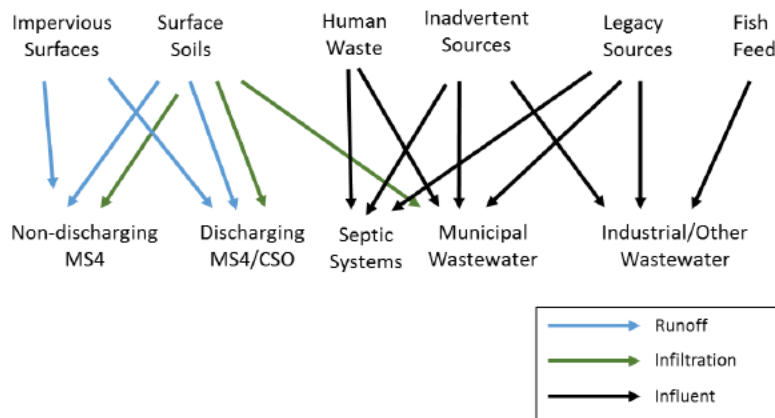 Impervious
Surfaces
Surface
Soils
Human
Waste
Inadvertent
Sources
Legacy
Sources
Fish
Feed
Non-discharging
MS4
Discharging
MS4/CSO
Septic
Systems
Municipal
Wastewater
Industrial/Other
Wastewater
Runoff
Infiltration
Influent